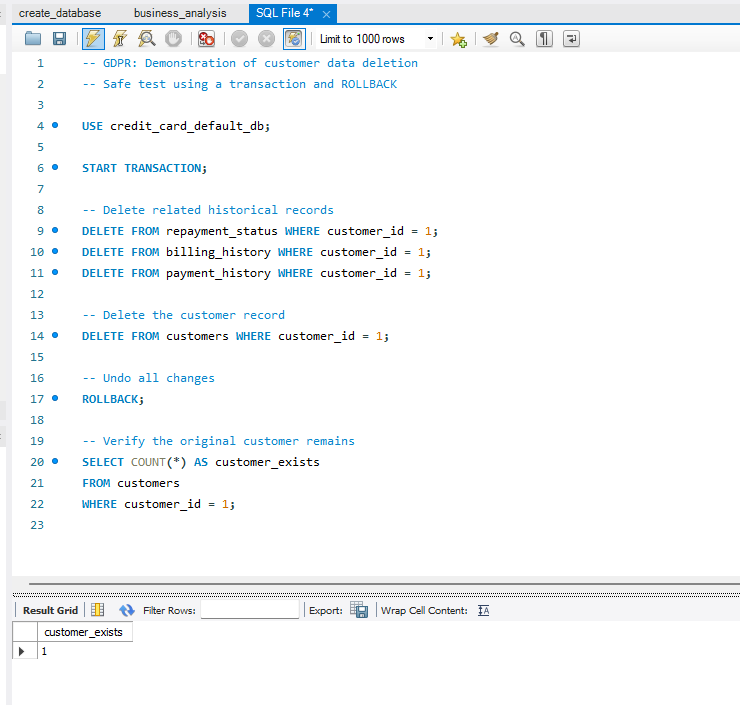 create_database business_analysis SQL File 4* ×
Limit to 1000 rows
1 -- GDPR: Demonstration of customer data deletion
2 -- Safe test using a transaction and ROLLBACK
3
4 USE credit_card_default_db;
5
6 START TRANSACTION;
7
8 -- Delete related historical records
9 DELETE FROM repayment_status WHERE customer_id = 1;
10 DELETE FROM billing_history WHERE customer_id = 1;
11 DELETE FROM payment_history WHERE customer_id = 1;
12
13 -- Delete the customer record
14 DELETE FROM customers WHERE customer_id = 1;
15
16 -- Undo all changes
17 ROLLBACK;
18
19 -- Verify the original customer remains
20 SELECT COUNT(*) AS customer_exists
21 FROM customers
22 WHERE customer_id = 1;
23
Result Grid Filter Rows: Export: Wrap Cell Content:
customer_exists
1